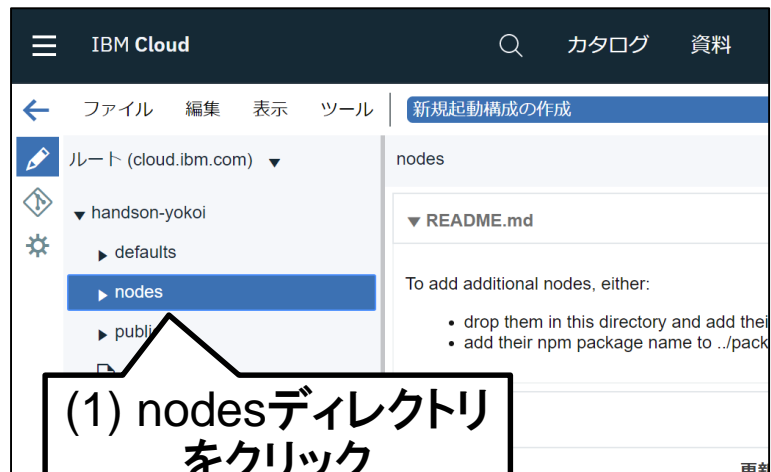 IBM Cloud
カタログ
資料
ファイル 編集 表示 ツール
新規起動構成の作成
ルート (cloud.ibm.com)
nodes
handson-yokoi
README.md
defaults
nodes
To add additional nodes, either:
publi
drop them in this directory and add thei
add their npm package name to ../pack
(1) nodesディレクトリ
をクリック
更新